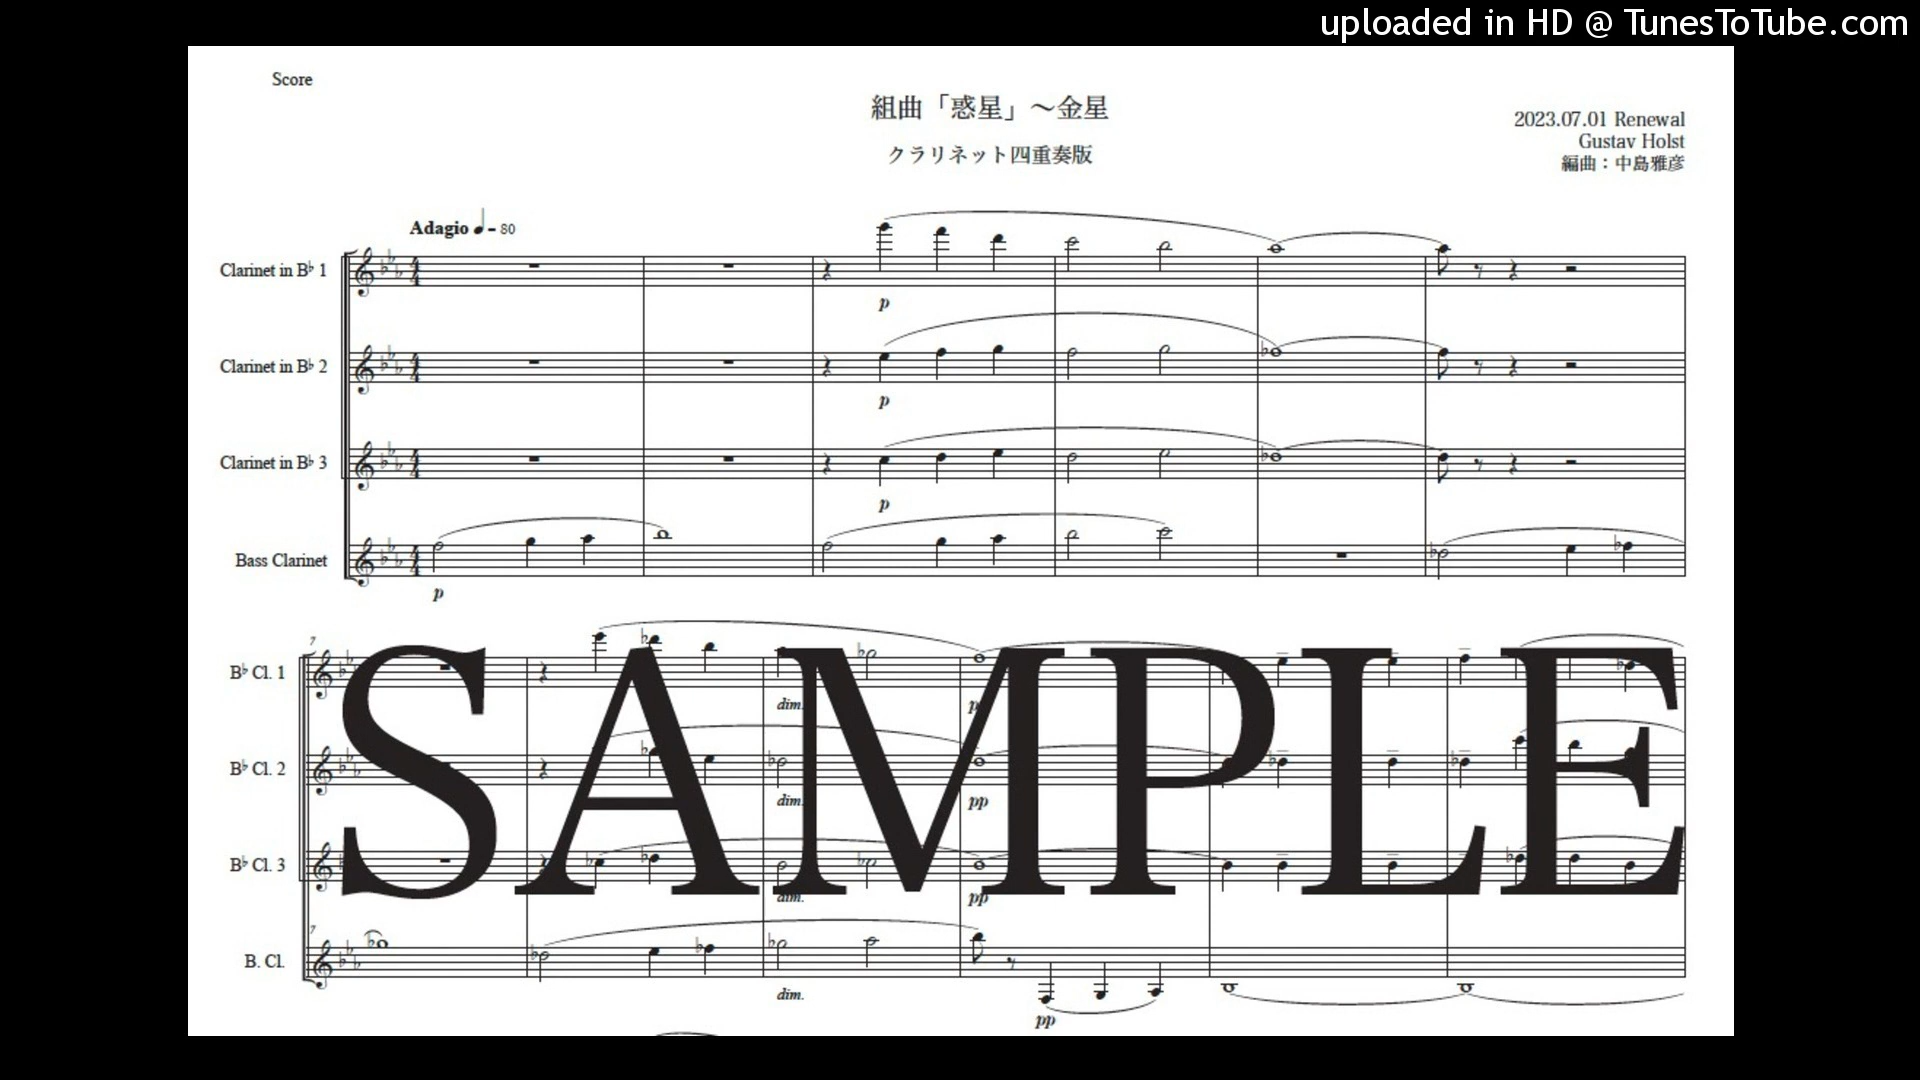 uploaded in HD @ TunesToTube.com
Score
組曲「惑星」〜金星
クラリネット四重奏版
2023.07.01 Renewal
Gustav Holst
編曲：中島雅彦
Adagio ♩= 80
Clarinet in B♭ 1
p
Clarinet in B♭ 2
p
Clarinet in B♭ 3
p
Bass Clarinet
p
7
B♭ Cl. 1
dim.
B♭ Cl. 2
dim.
pp
B♭ Cl. 3
dim.
pp
7
B. Cl.
dim.
pp
SAMPLE